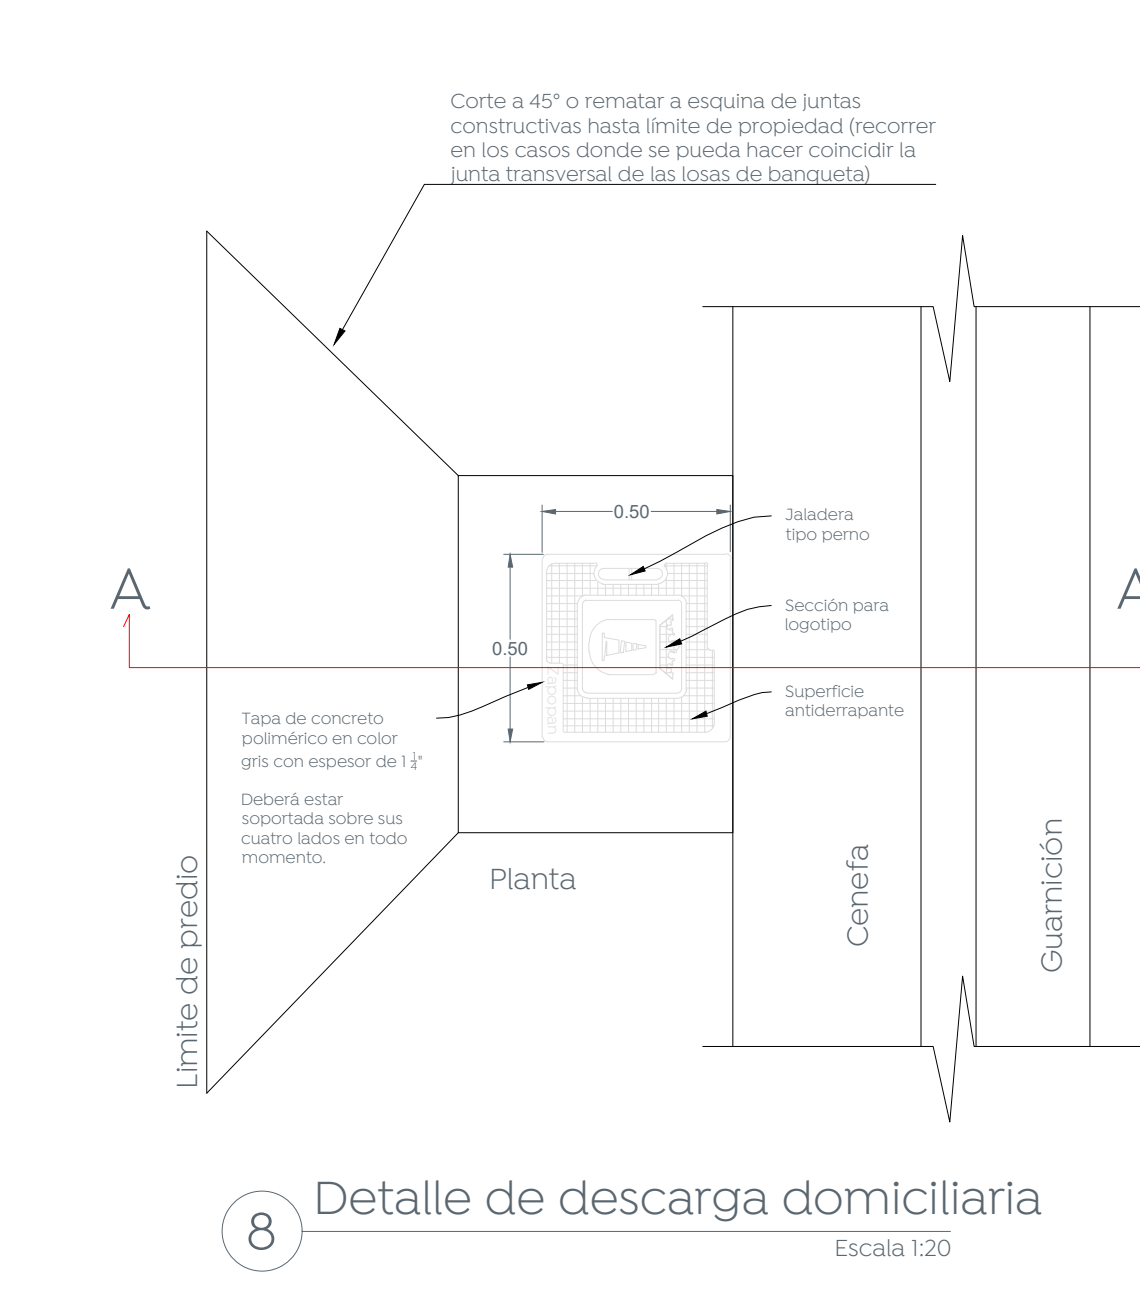 Corte a 45° o rematar a esquina de juntas
constructivas hasta límite de propiedad (recorrer
en los casos donde se pueda hacer coincidir la
junta transversal de las losas de banqueta)
0.50
Jaladera
tipo perno
A
A
Sección para
logotipo
0.50
Zapopan
Superficie
antiderrapante
Tapa de concreto
polimérico en color
gris con espesor de 1 1/4"
Deberá estar
soportada sobre sus
cuatro lados en todo
momento.
Limite de predio
Planta
Cenefa
Guarnición
8
Detalle de descarga domiciliaria
Escala 1:20